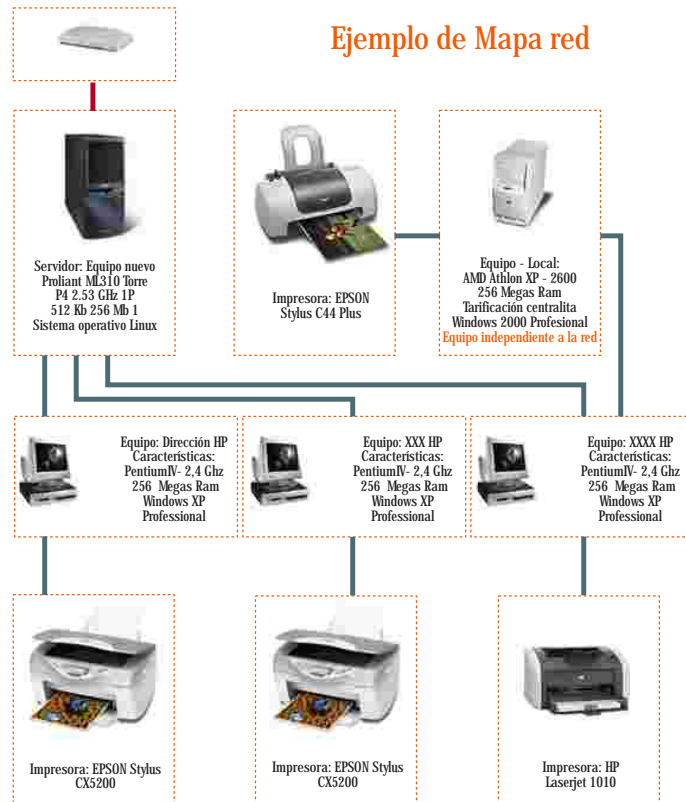 Ejemplo de Mapa red
Servidor: Equipo nuevo
Proliant ML310 Torre
P4 2.53 GHz 1P
512 Kb 256 Mb 1
Sistema operativo Linux
Impresora: EPSON
Stylus C44 Plus
Equipo - Local:
AMD Athlon XP - 2600
256 Megas Ram
Tarificación centralita
Windows 2000 Profesional
Equipo independiente a la red
Equipo: Dirección HP
Características:
PentiumIV- 2,4 Ghz
256 Megas Ram
Windows XP
Professional
Equipo: XXX HP
Características:
PentiumIV- 2,4 Ghz
256 Megas Ram
Windows XP
Professional
Equipo: XXXX HP
Características:
PentiumIV- 2,4 Ghz
256 Megas Ram
Windows XP
Professional
Impresora: EPSON Stylus
CX5200
Impresora: EPSON Stylus
CX5200
Impresora: HP
Laserjet 1010